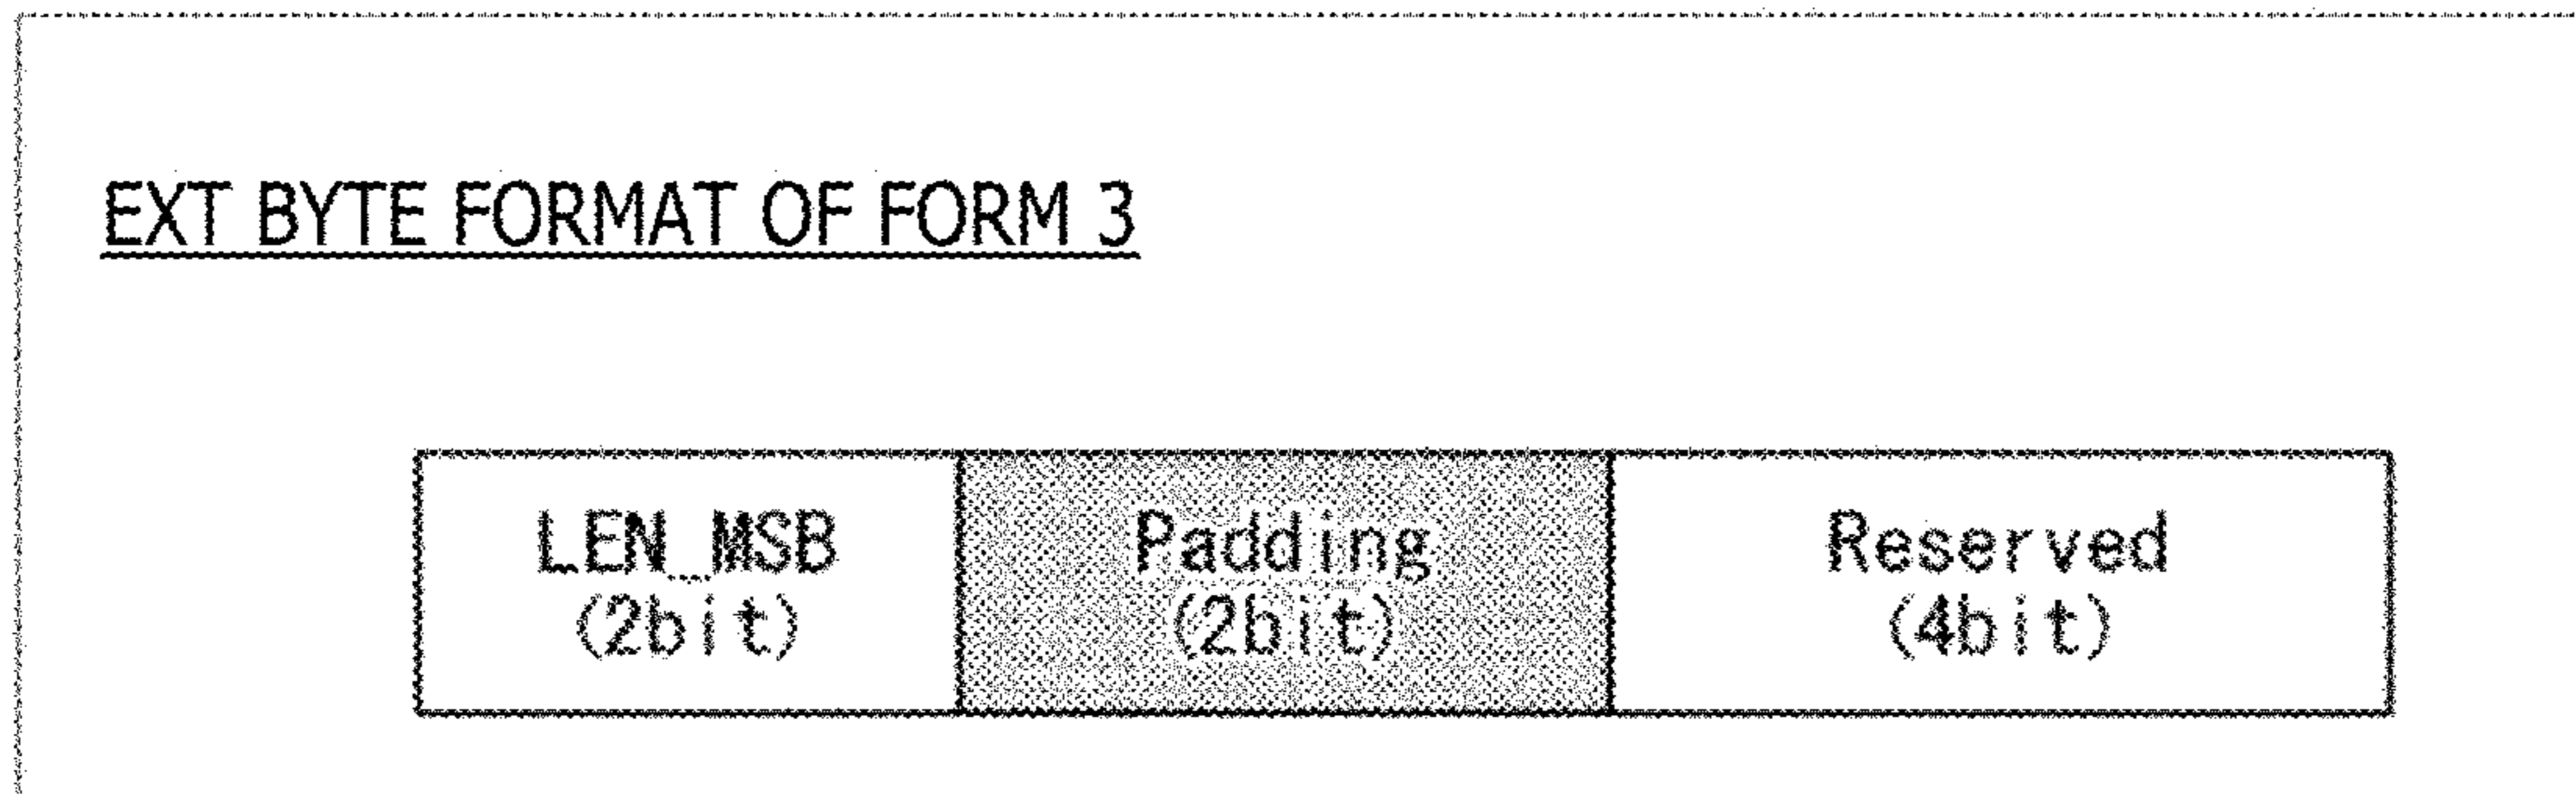 EXT BYTE FORMAT OF FORM 3
LEN_MSB
(2bit)
Padding
(2bit)
Reserved
(4bit)